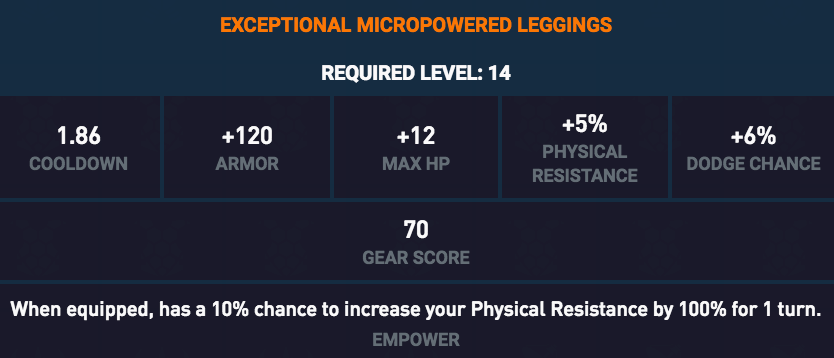 EXCEPTIONAL MICROPOWERED LEGGINGS
REQUIRED LEVEL: 14
1.86
COOLDOWN
+120
ARMOR
+12
MAX HP
+5%
PHYSICAL
RESISTANCE
+6%
DODGE CHANCE
70
GEAR SCORE
When equipped, has a 10% chance to increase your Physical Resistance by 100% for 1 turn.
EMPOWER